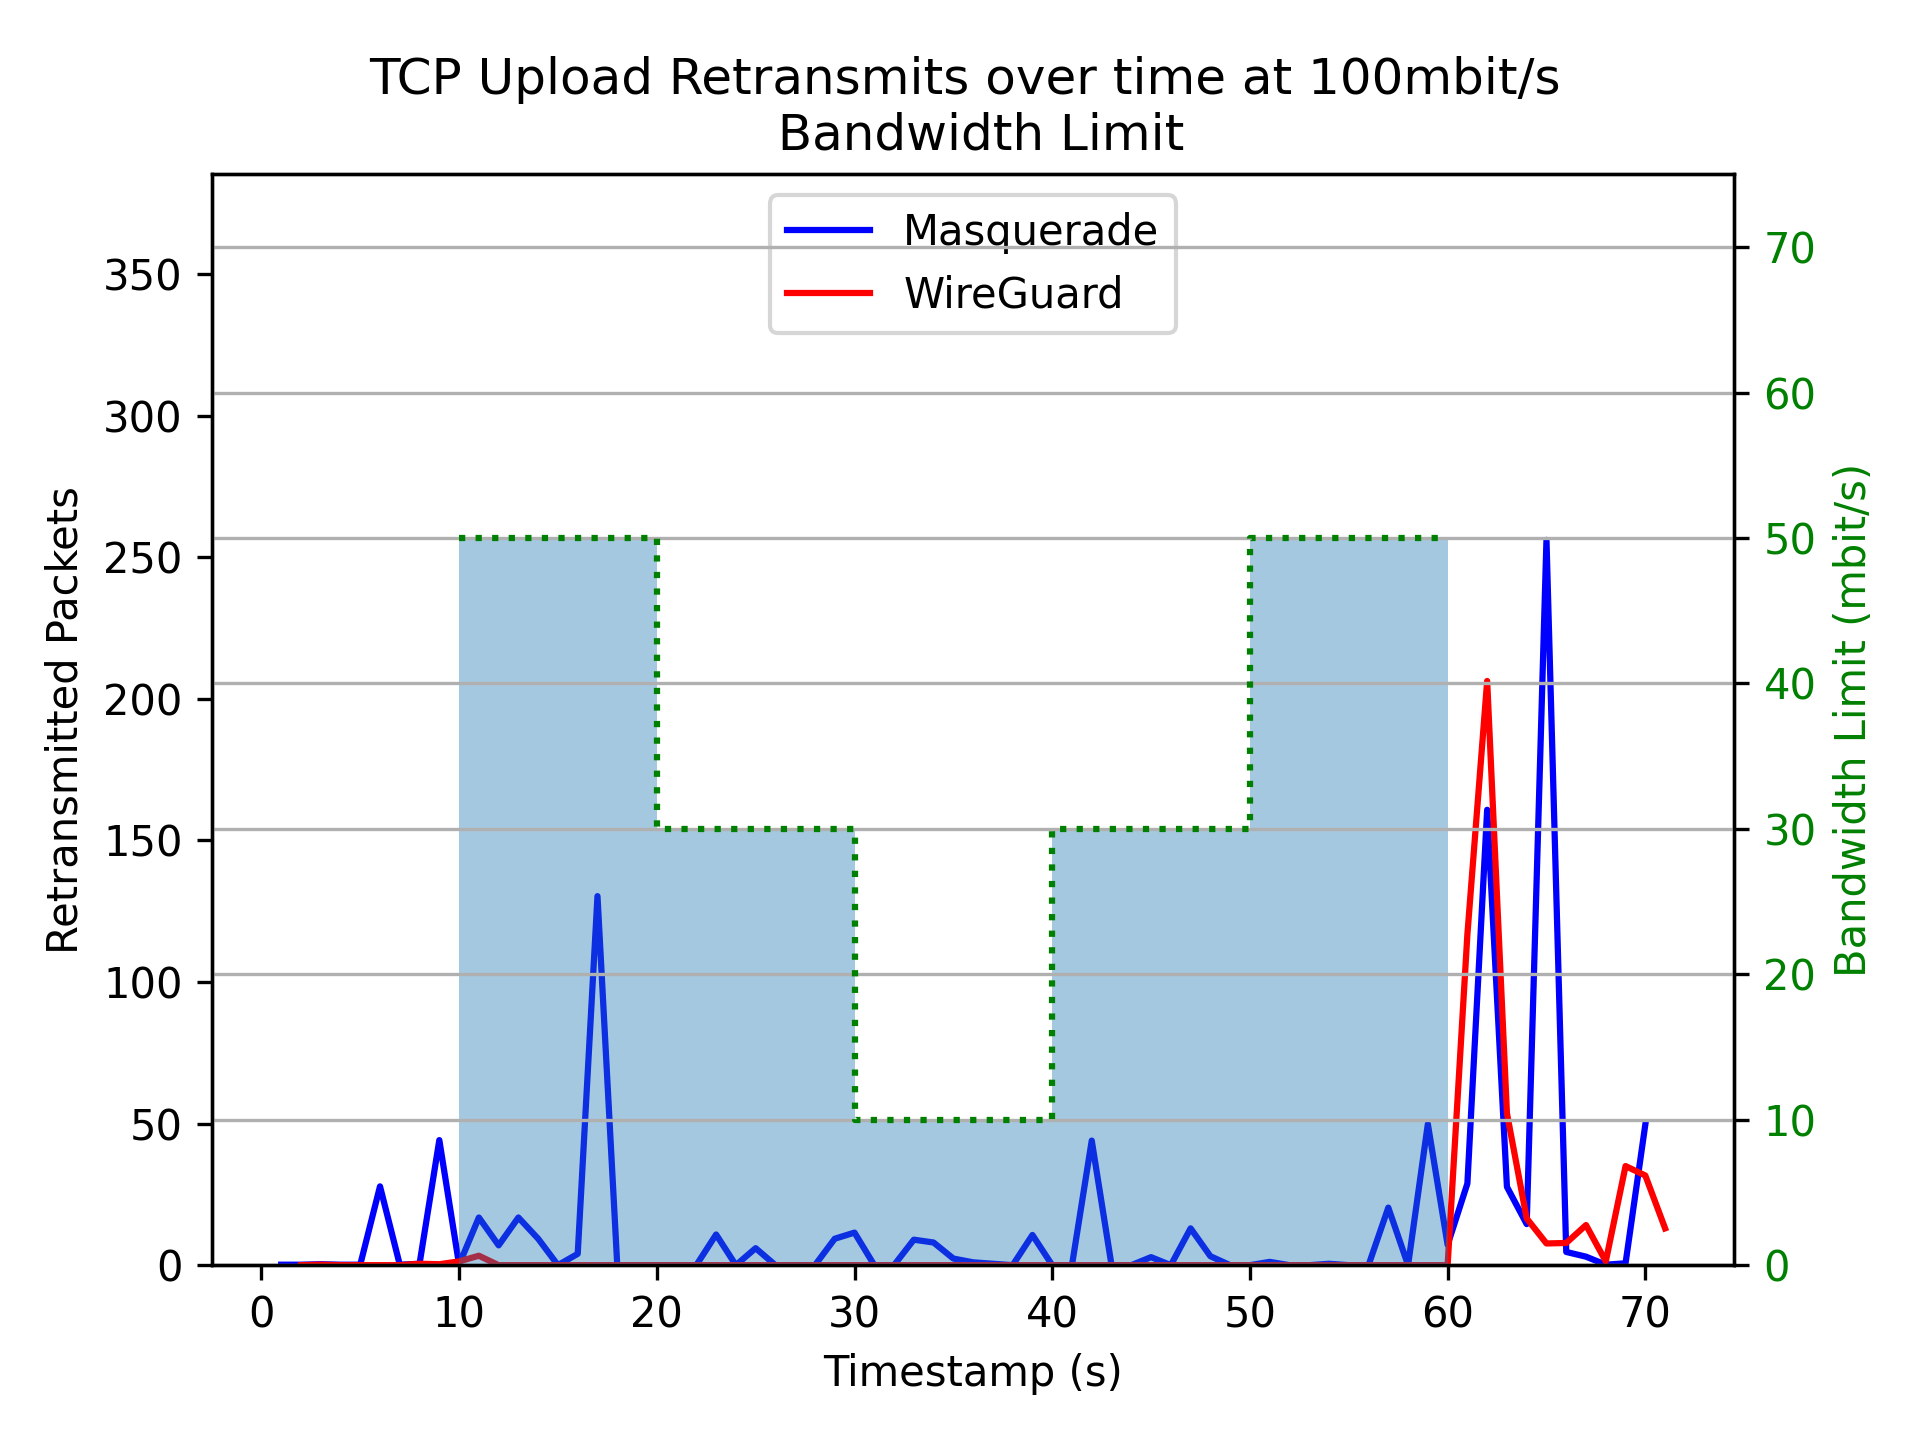 TCP Upload Retransmits over time at 100mbit/s
Bandwidth Limit
Masquerade
WireGuard
Retransmitted Packets
350
300
250
200
150
100
50
0
70
60
50
40
30
20
10
0
Bandwidth Limit (mbit/s)
0 10 20 30 40 50 60 70
Timestamp (s)